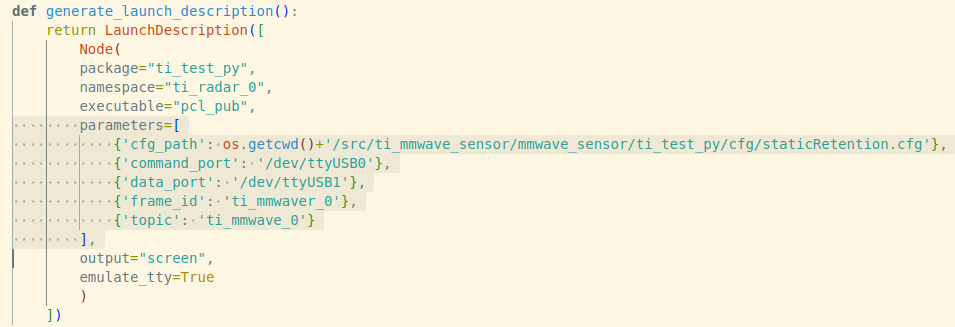 def generate_launch_description():
    return LaunchDescription([
        Node(
        package="ti_test_py",
        namespace="ti_radar_0",
        executable="pcl_pub",
        parameters=[
            {'cfg_path': os.getcwd()+'/src/ti_mmwave_sensor/mmwave_sensor/ti_test_py/cfg/staticRetention.cfg'},
            {'command_port': '/dev/ttyUSB0'},
            {'data_port': '/dev/ttyUSB1'},
            {'frame_id': 'ti_mmwaver_0'},
            {'topic': 'ti_mmwave_0'}
        ],
        output="screen",
        emulate_tty=True
        )
    ])